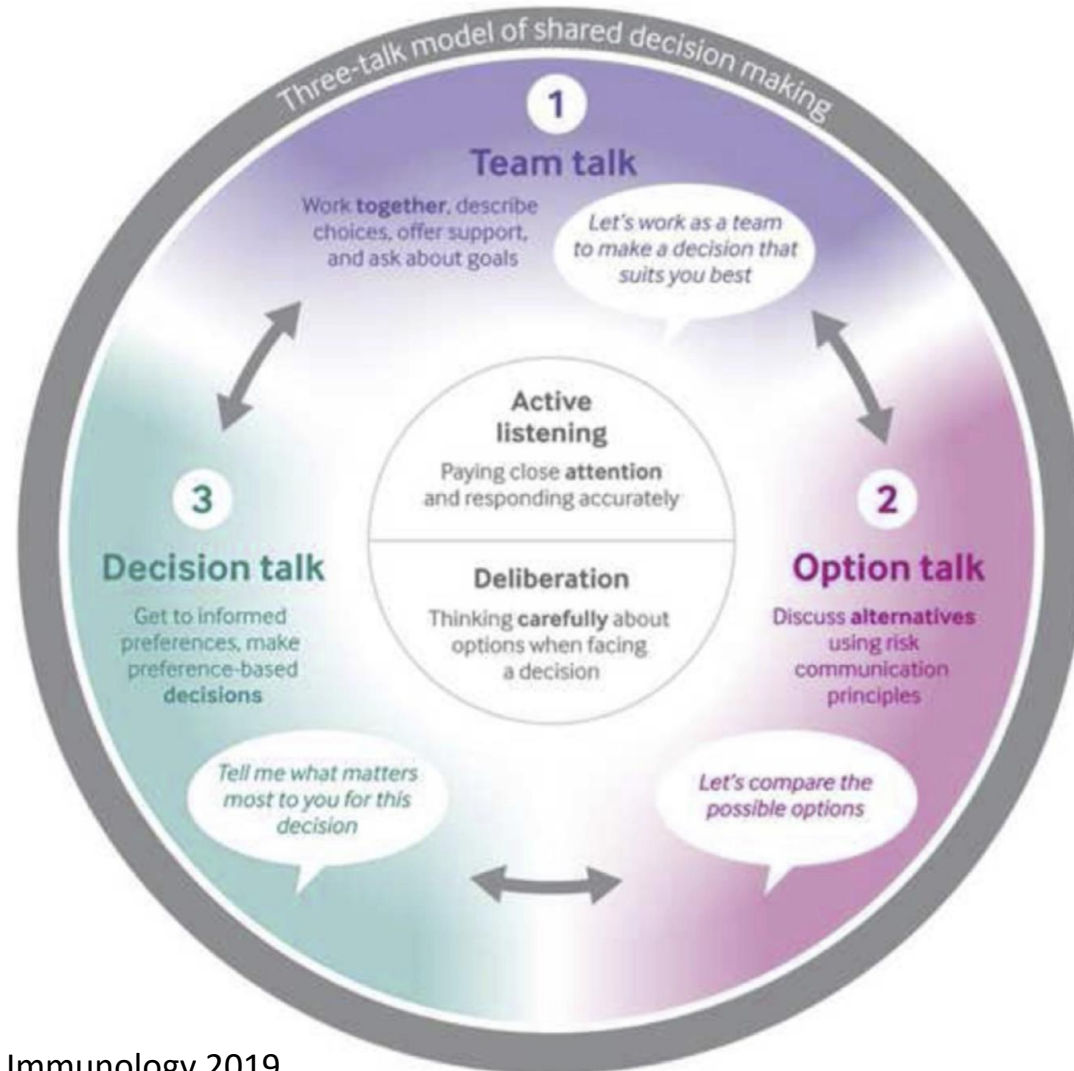 Three-talk model of shared decision making
1
Team talk
Work together, describe
choices, offer support,
and ask about goals
Let's work as a team
to make a decision that
suits you best
Active
listening
Paying close attention
and responding accurately
Deliberation
Thinking carefully about
options when facing
a decision
3
Decision talk
Get to informed
preferences, make
preference-based
decisions
Tell me what matters
most to you for this
decision
2
Option talk
Discuss alternatives
using risk
communication
principles
Let's compare the
possible options
Immunology 2019